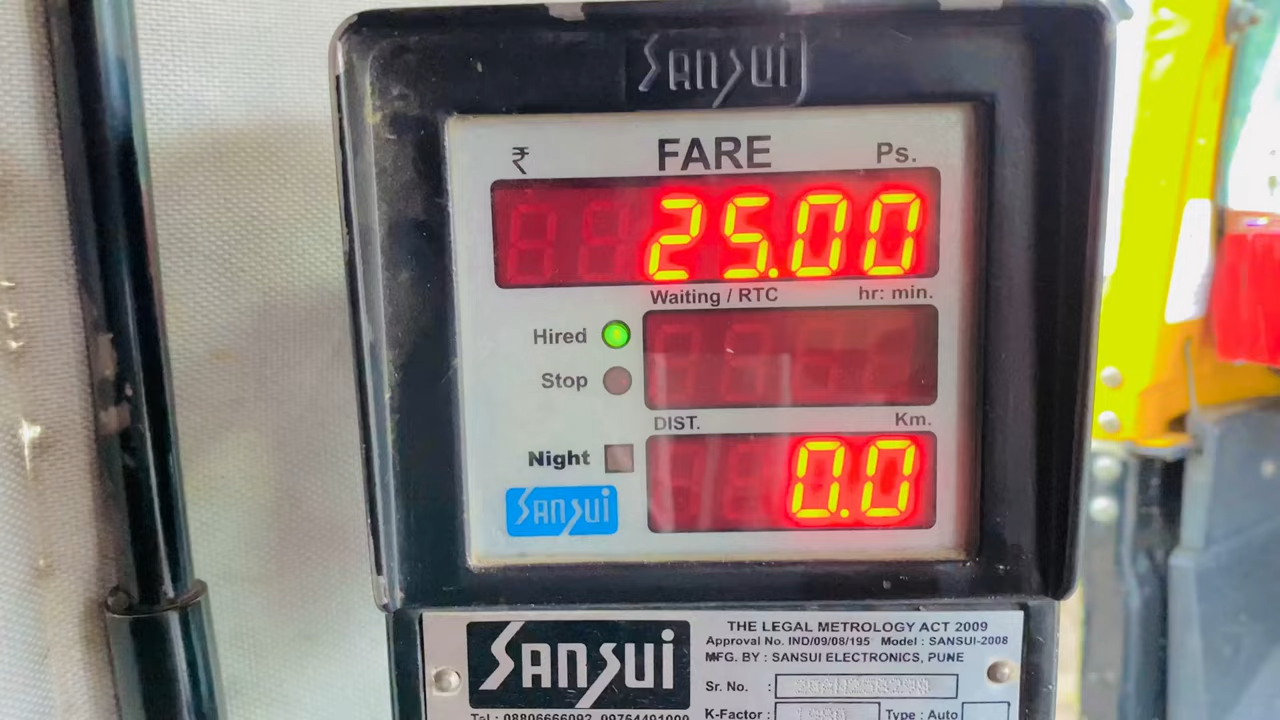 SANSUI
₹ FARE Ps.
25.00
Waiting / RTC hr: min.
Hired
Stop
DIST. Km.
0.0
Night
SANSUI
SANSUI
THE LEGAL METROLOGY ACT 2009
Approval No. IND/09/08/195 Model : SANSUI-2008
MFG. BY : SANSUI ELECTRONICS, PUNE
Sr. No. :
K-Factor : Type : Auto
Tel : 08806666092, 09764491000